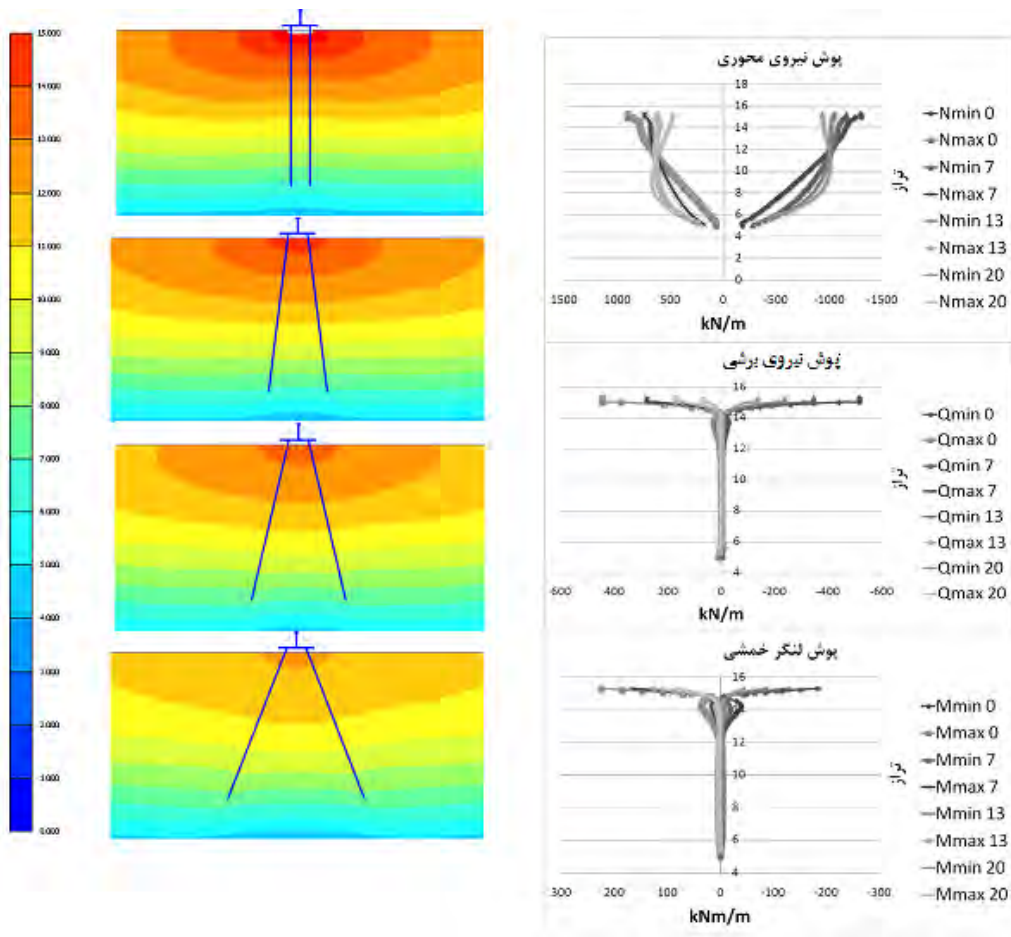 15.000
14.000
13.000
12.000
11.000
10.000
9.000
8.000
7.000
6.000
5.000
4.000
3.000
2.000
1.000
0.000
پوش نیروی محوری
18
16
14
12
10
8
6
4
2
0
تراز
1500 1000 500 0 -500 -1000 -1500
kN/m
Nmin 0
Nmax 0
Nmin 7
Nmax 7
Nmin 13
Nmax 13
Nmin 20
Nmax 20
پوش نیروی برشی
16
14
12
10
8
6
4
تراز
600 400 200 0 -200 -400 -600
kN/m
Qmin 0
Qmax 0
Qmin 7
Qmax 7
Qmin 13
Qmax 13
Qmin 20
Qmax 20
پوش لنگر خمشی
16
14
12
10
8
6
4
تراز
300 200 100 0 -100 -200 -300
kNm/m
Mmin 0
Mmax 0
Mmin 7
Mmax 7
Mmin 13
Mmax 13
Mmin 20
Mmax 20